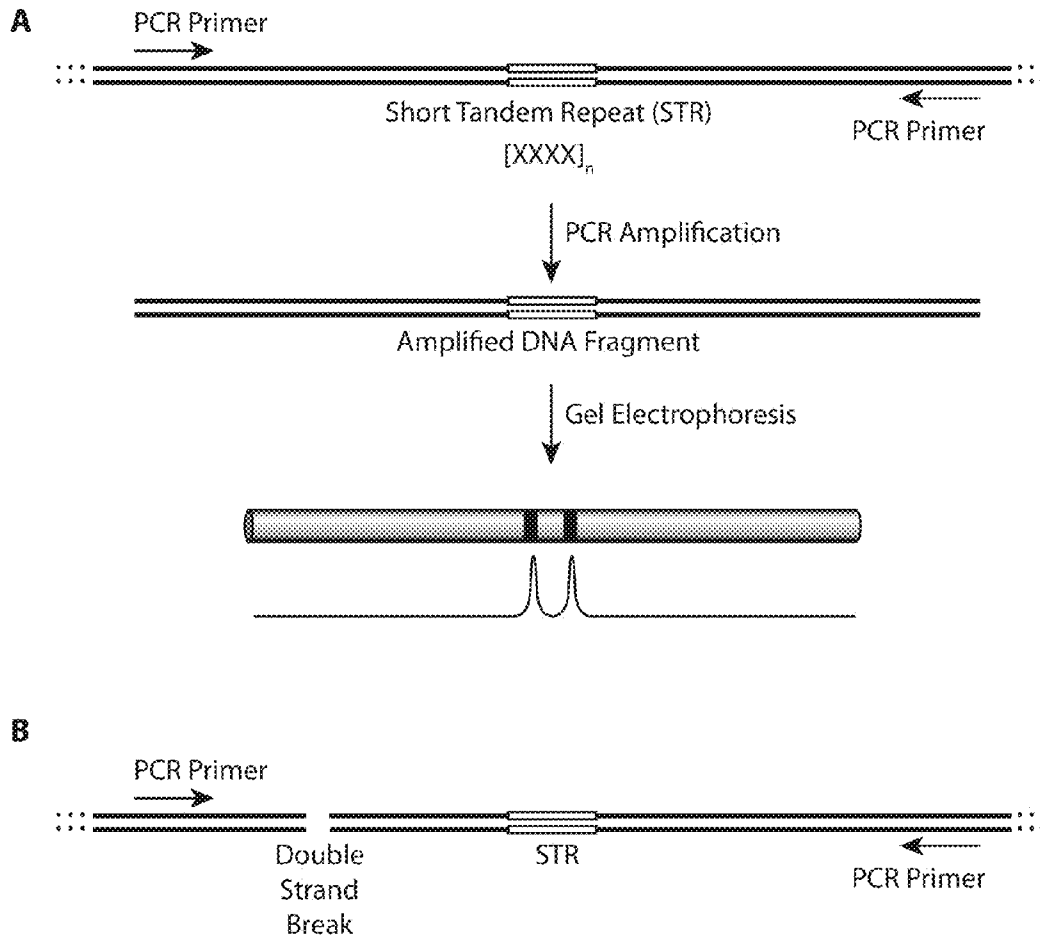 A
PCR Primer
Short Tandem Repeat (STR)
[XXXX]n
PCR Primer
PCR Amplification
Amplified DNA Fragment
Gel Electrophoresis
B
PCR Primer
Double
Strand
Break
STR
PCR Primer